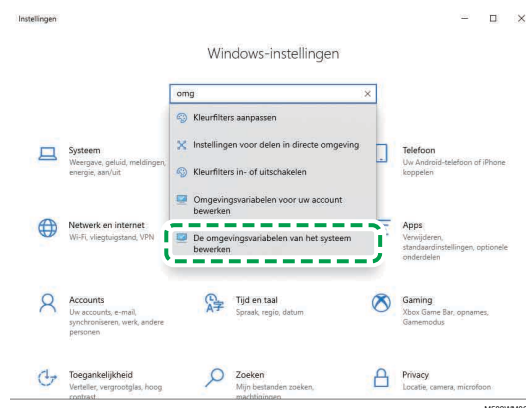 Instellingen
Windows-instellingen
omg
Kleurfilters aanpassen
Instellingen voor delen in directe omgeving
Kleurfilters in- of uitschakelen
Omgevingsvariabelen voor uw account
bewerken
De omgevingsvariabelen van het systeem
bewerken
Systeem
Weergave, geluid, meldingen,
energie, aan/uit
Telefoon
Uw Android-telefoon of iPhone
koppelen
Netwerk en internet
Wi-Fi, vliegtuigstand, VPN
Apps
Verwijderen,
standaardinstellingen, optionele
onderdelen
Accounts
Uw accounts, e-mail,
synchroniseren, werk, andere
personen
Tijd en taal
Spraak, regio, datum
Gaming
Xbox Game Bar, opnames,
Gamemodus
Toegankelijkheid
Verteller, vergrootglas, hoog
contrast
Zoeken
Mijn bestanden zoeken,
machtigingen
Privacy
Locatie, camera, microfoon